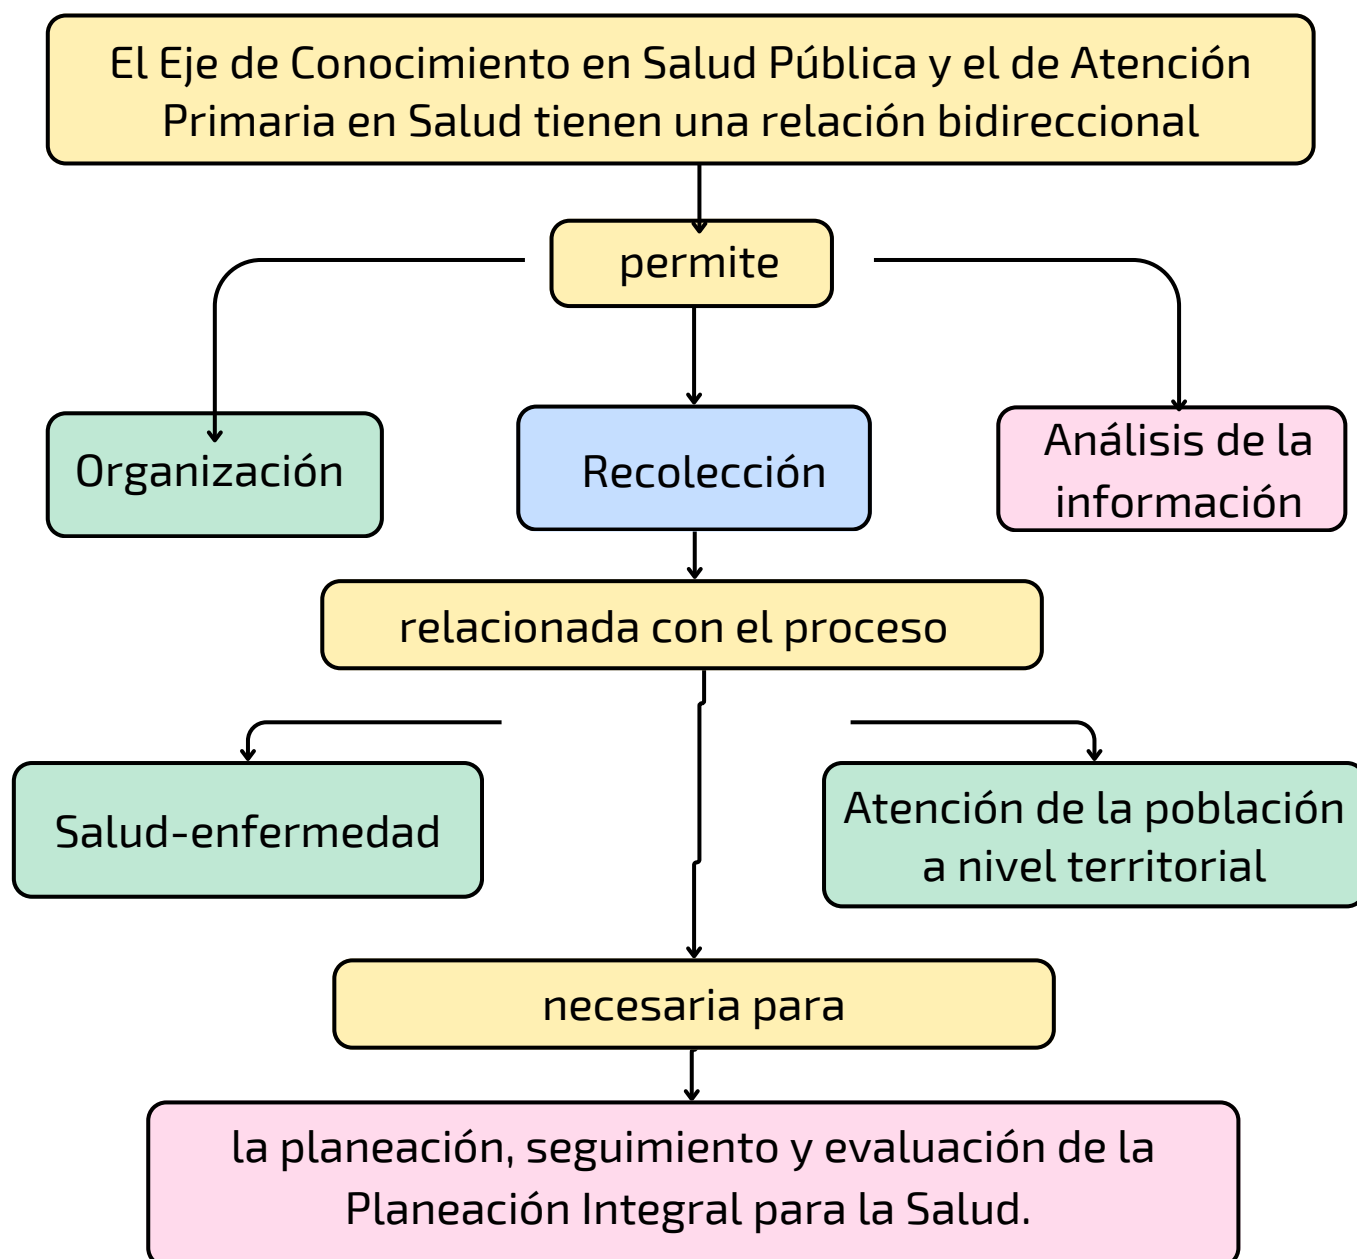 El Eje de Conocimiento en Salud Pública y el de Atención
Primaria en Salud tienen una relación bidireccional
permite
Organización
Recolección
Análisis de la
información
relacionada con el proceso
Salud-enfermedad
Atención de la población
a nivel territorial
necesaria para
la planeación, seguimiento y evaluación de la
Planeación Integral para la Salud.